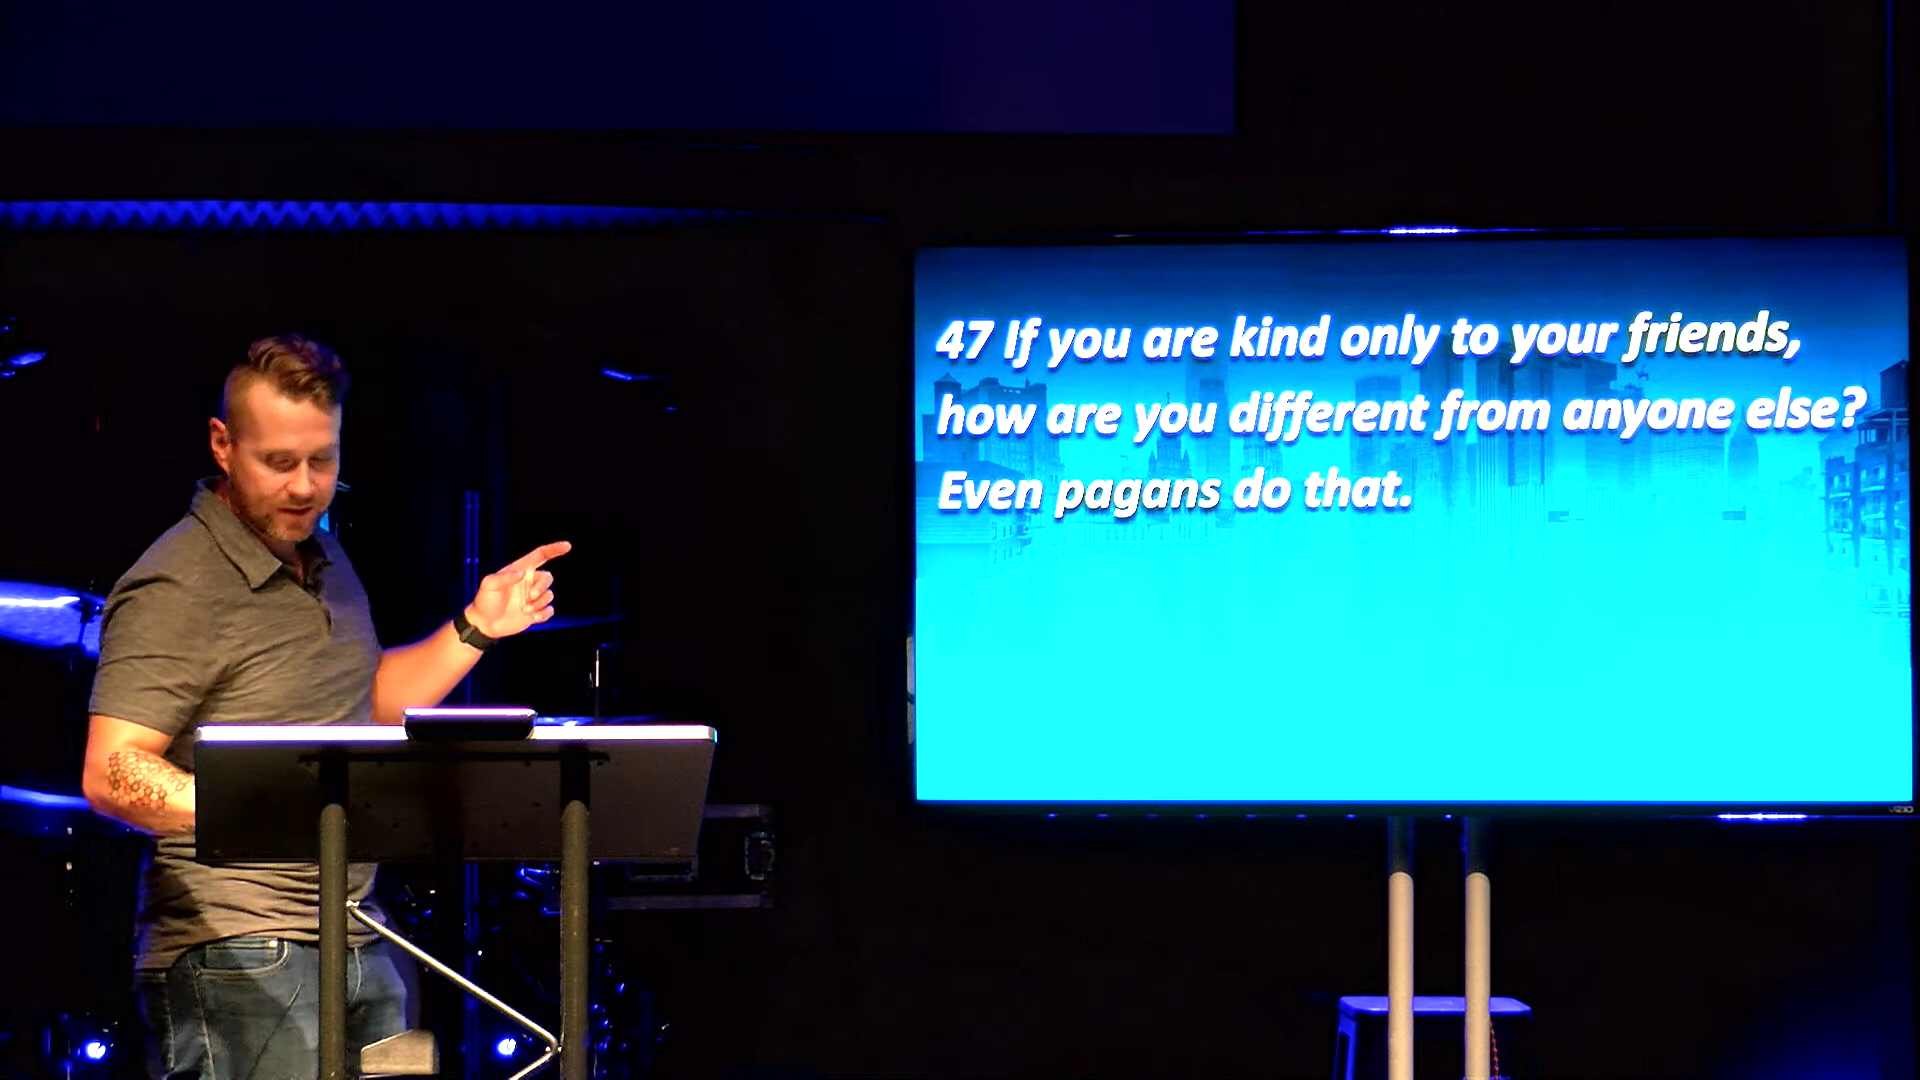 47 If you are kind only to your friends,
how are you different from anyone else?
Even pagans do that.
VIZIO